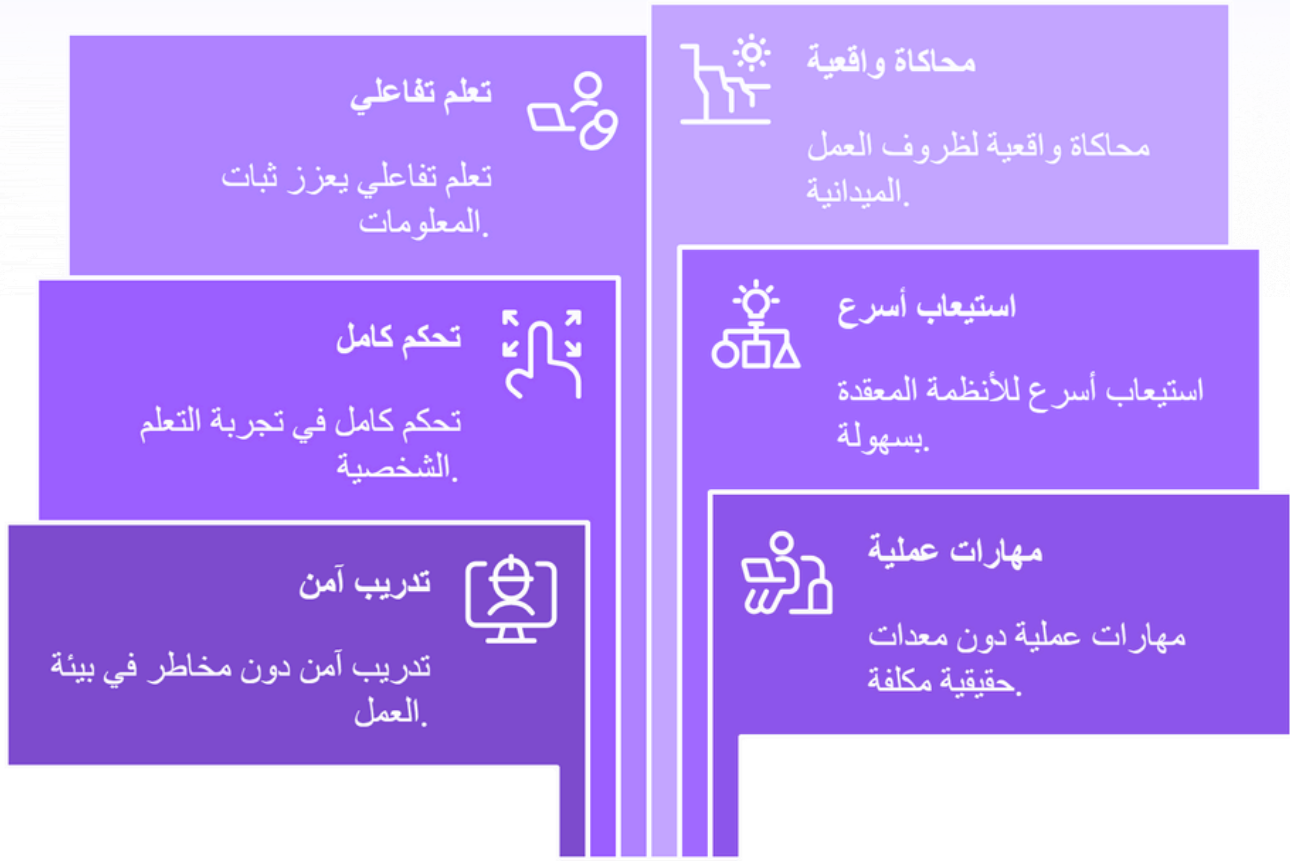 محاكاة واقعية
محاكاة واقعية لظروف العمل
الميدانية.
تعلم تفاعلي
تعلم تفاعلي يعزز ثبات
المعلومات.
استيعاب أسرع
استيعاب أسرع للأنظمة المعقدة
بسهولة.
تحكم كامل
تحكم كامل في تجربة التعلم
الشخصية.
مهارات عملية
مهارات عملية دون معدات
حقيقية مكلفة.
تدريب آمن
تدريب آمن دون مخاطر في بيئة
العمل.